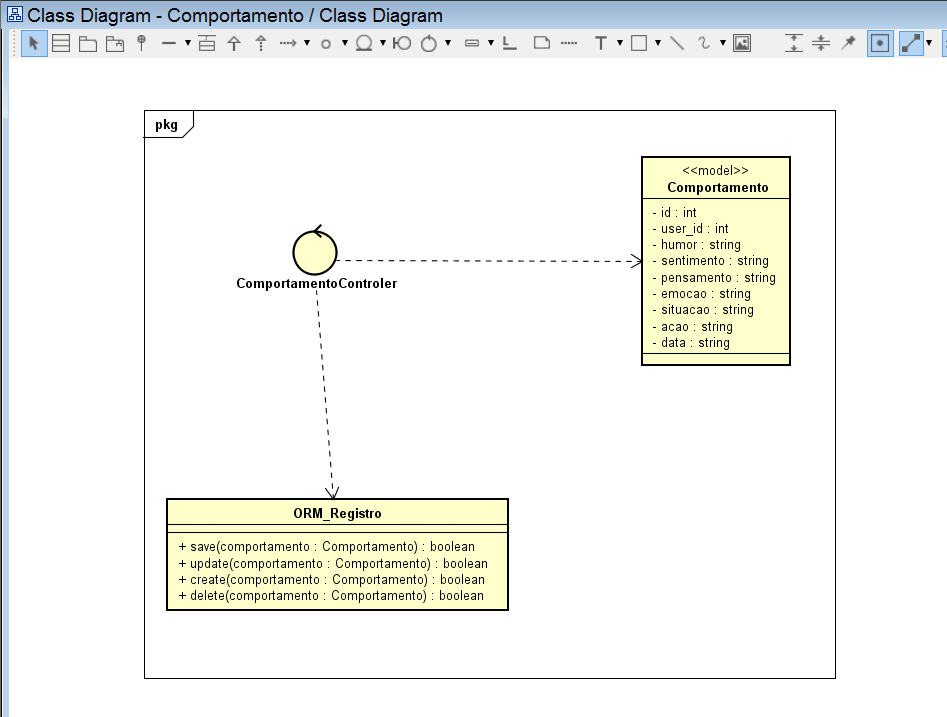 Class Diagram - Comportamento / Class Diagram
T
pkg
<<model>>
Comportamento
- id : int
- user_id : int
- humor : string
- sentimento : string
- pensamento : string
- emocao : string
- situacao : string
- acao : string
- data : string
ComportamentoControler
ORM_Registro
+ save(comportamento : Comportamento) : boolean
+ update(comportamento : Comportamento) : boolean
+ create(comportamento : Comportamento) : boolean
+ delete(comportamento : Comportamento) : boolean